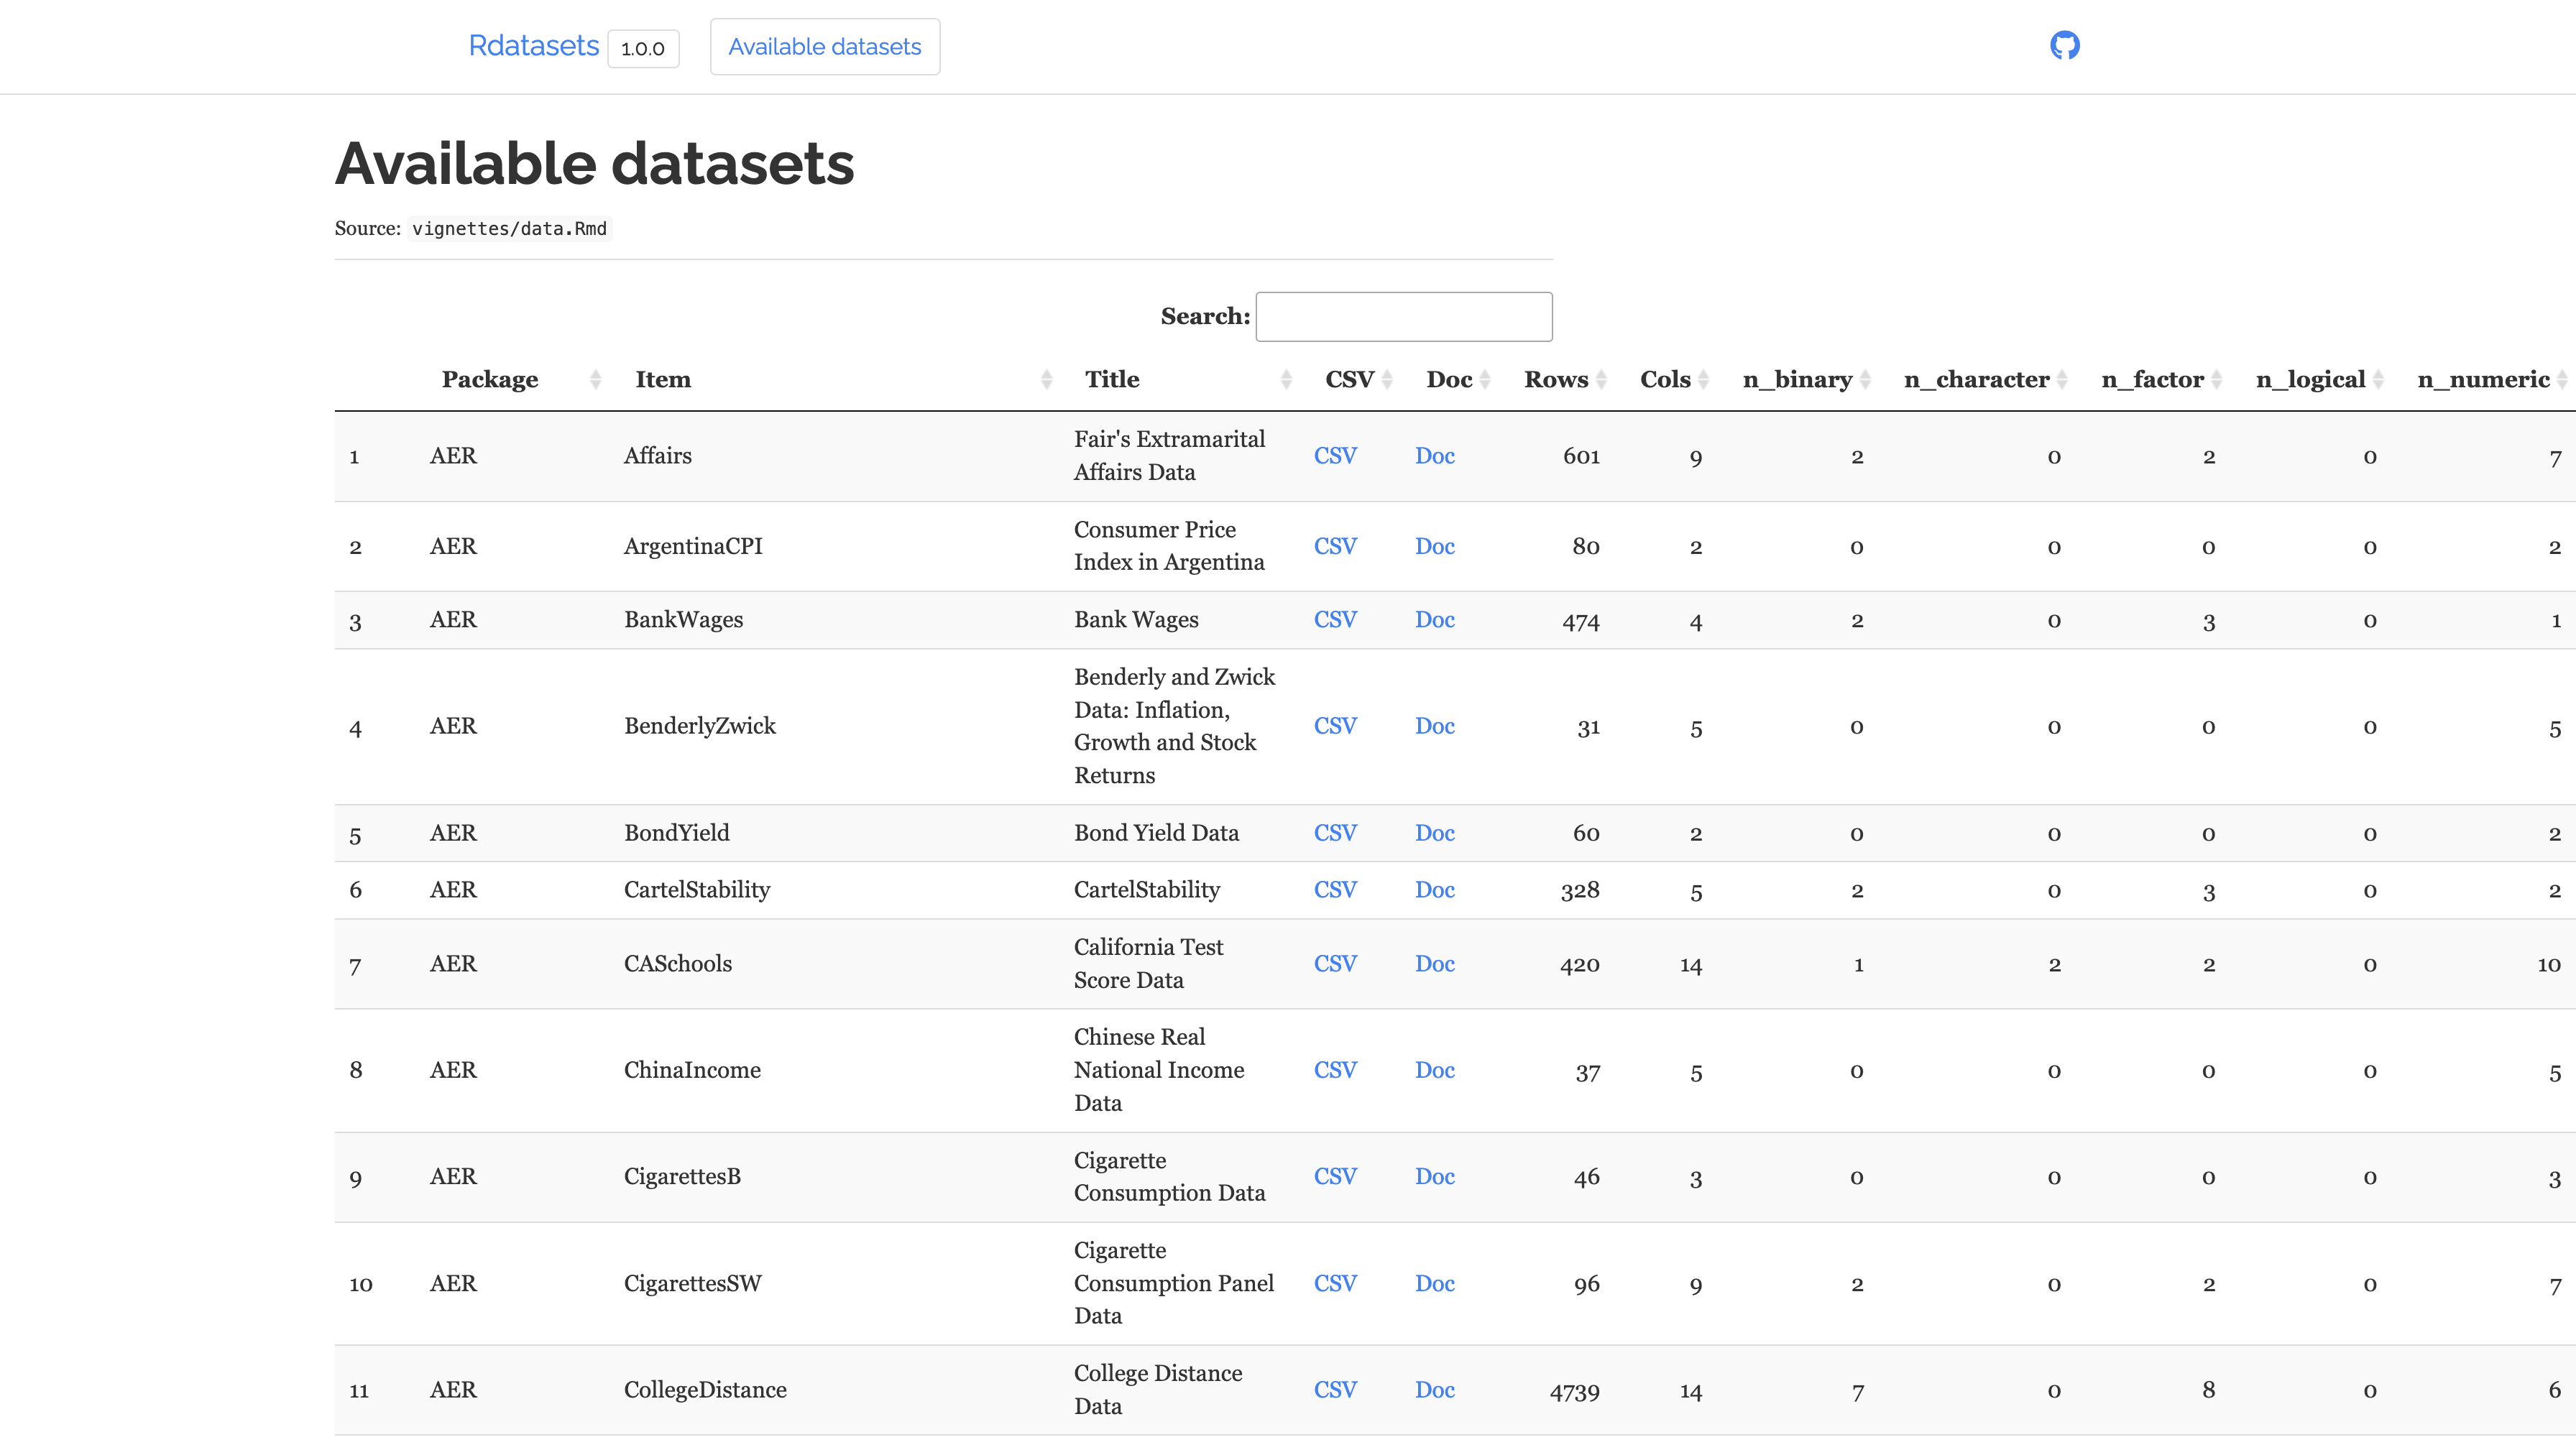 Rdatasets 1.0.0 Available datasets
Available datasets
Source: vignettes/data.Rmd
Search:
Package Item Title CSV Doc Rows Cols n_binary n_character n_factor n_logical n_numeric
1 AER Affairs Fair's Extramarital Affairs Data CSV Doc 601 9 2 0 2 0 7
2 AER ArgentinaCPI Consumer Price Index in Argentina CSV Doc 80 2 0 0 0 0 2
3 AER BankWages Bank Wages CSV Doc 474 4 2 0 3 0 1
4 AER BenderlyZwick Benderly and Zwick Data: Inflation, Growth and Stock Returns CSV Doc 31 5 0 0 0 0 5
5 AER BondYield Bond Yield Data CSV Doc 60 2 0 0 0 0 2
6 AER CartelStability CartelStability CSV Doc 328 5 2 0 3 0 2
7 AER CASchools California Test Score Data CSV Doc 420 14 1 2 2 0 10
8 AER ChinaIncome Chinese Real National Income Data CSV Doc 37 5 0 0 0 0 5
9 AER CigarettesB Cigarette Consumption Data CSV Doc 46 3 0 0 0 0 3
10 AER CigarettesSW Cigarette Consumption Panel Data CSV Doc 96 9 2 0 2 0 7
11 AER CollegeDistance College Distance Data CSV Doc 4739 14 7 0 8 0 6